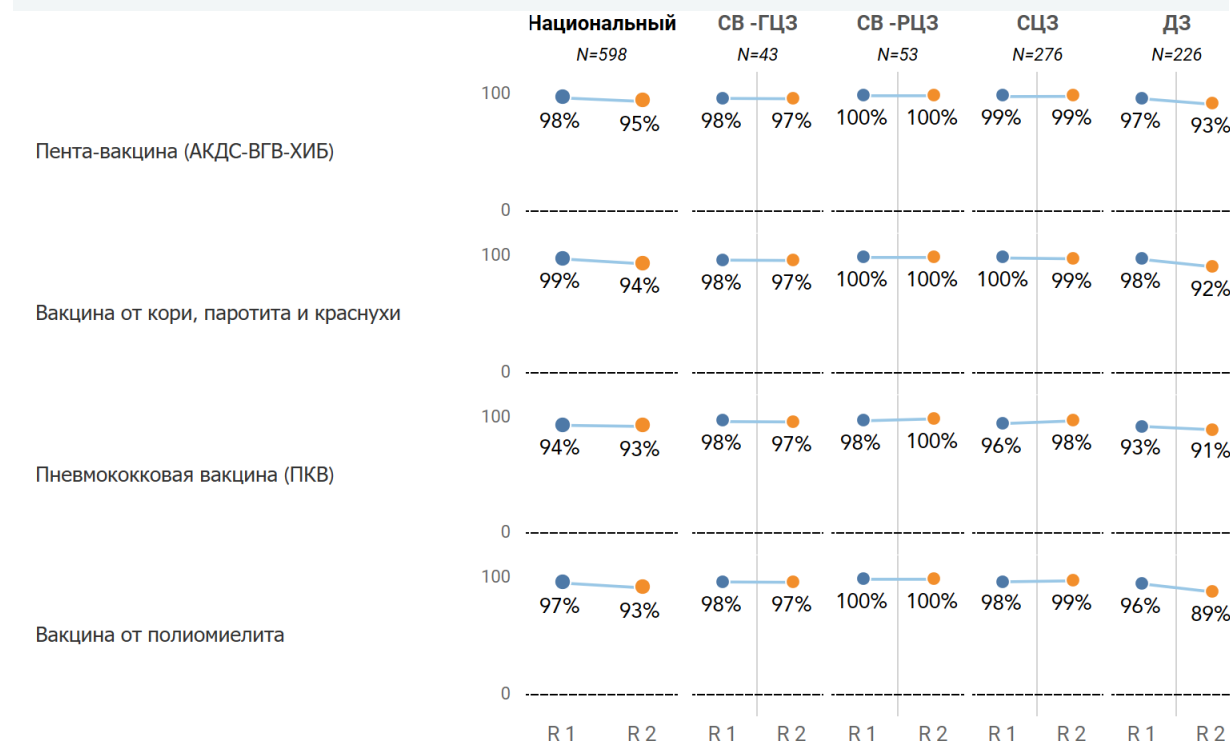 Национальный СВ -ГЦЗ СВ -РЦЗ СЦЗ ДЗ
N=598 N=43 N=53 N=276 N=226
100
98% 95% 98% 97% 100% 100% 99% 99% 97% 93%
Пента-вакцина (АКДС-ВГВ-ХИБ)
0
100
99% 94% 98% 97% 100% 100% 100% 99% 98% 92%
Вакцина от кори, паротита и краснухи
0
100
94% 93% 98% 97% 98% 100% 96% 98% 93% 91%
Пневмококковая вакцина (ПКВ)
0
100
97% 93% 98% 97% 100% 100% 98% 99% 96% 89%
Вакцина от полиомиелита
0
R 1 R 2 R 1 R 2 R 1 R 2 R 1 R 2 R 1 R 2